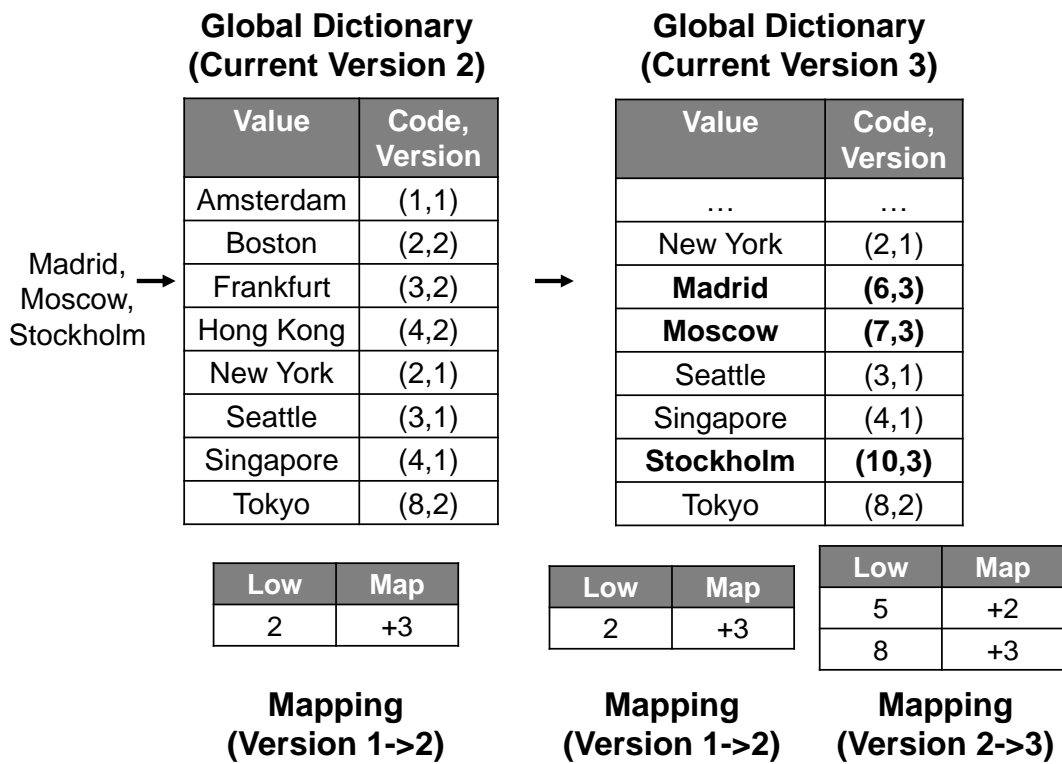 Global Dictionary
(Current Version 2)
Global Dictionary
(Current Version 3)
Madrid,
Moscow,
Stockholm
Value Code, Version
Amsterdam (1,1)
Boston (2,2)
Frankfurt (3,2)
Hong Kong (4,2)
New York (2,1)
Seattle (3,1)
Singapore (4,1)
Tokyo (8,2)
Value Code, Version
… …
New York (2,1)
Madrid (6,3)
Moscow (7,3)
Seattle (3,1)
Singapore (4,1)
Stockholm (10,3)
Tokyo (8,2)
Low Map
2 +3
Mapping
(Version 1->2)
Low Map
2 +3
Mapping
(Version 1->2)
Low Map
5 +2
8 +3
Mapping
(Version 2->3)